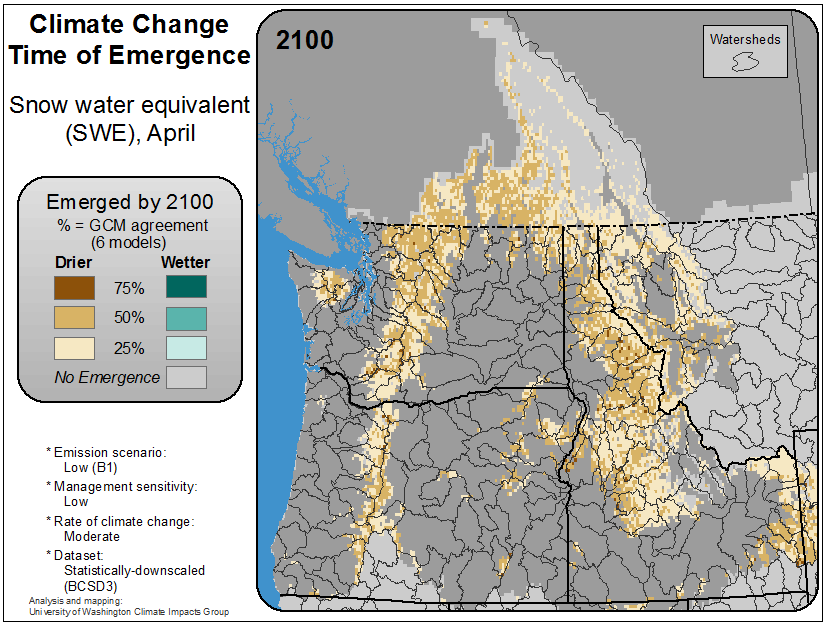 Climate Change
Time of Emergence
Snow water equivalent
(SWE), April
Emerged by 2100
% = GCM agreement
(6 models)
Drier Wetter
75%
50%
25%
No Emergence
* Emission scenario:
Low (B1)
* Management sensitivity:
Low
* Rate of climate change:
Moderate
* Dataset:
Statistically-downscaled
(BCSD3)
Analysis and mapping:
University of Washington Climate Impacts Group
2100
Watersheds